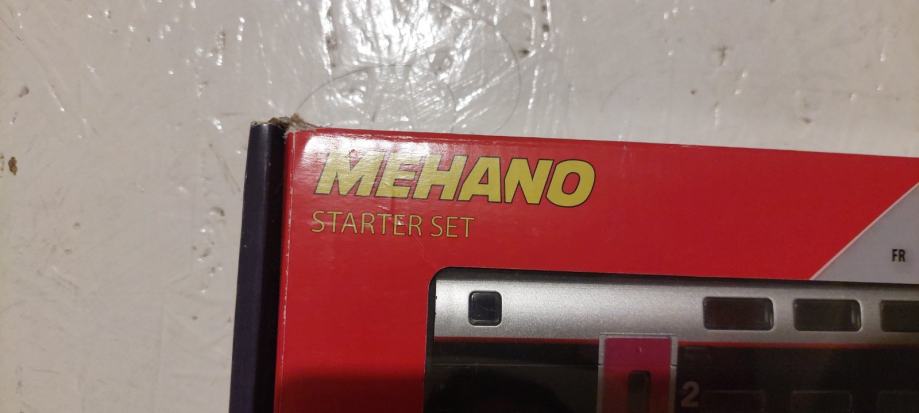 MEHANO
STARTER SET
FR
2